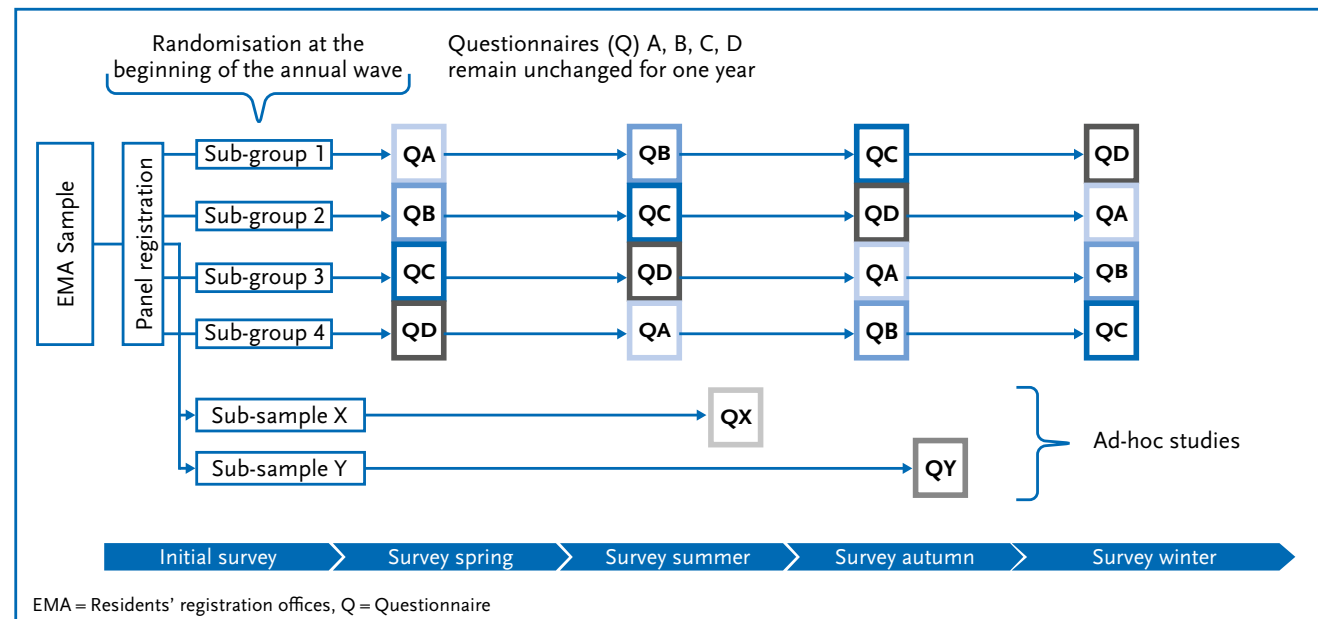 Randomisation at the
beginning of the annual wave
Questionnaires (Q) A, B, C, D
remain unchanged for one year
EMA Sample
Panel registration
Sub-group 1
QA
QB
QC
QD
Sub-group 2
QB
QC
QD
QA
Sub-group 3
QC
QD
QA
QB
Sub-group 4
QD
QA
QB
QC
Sub-sample X
QX
Sub-sample Y
QY
Ad-hoc studies
Initial survey
Survey spring
Survey summer
Survey autumn
Survey winter
EMA = Residents’ registration offices, Q = Questionnaire